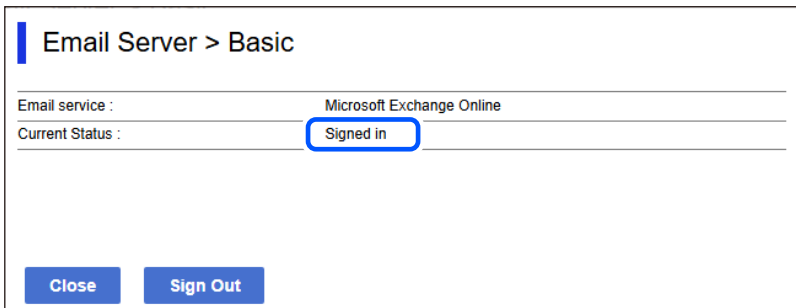 Email Server > Basic
Email service : Microsoft Exchange Online
Current Status : Signed in
Close Sign Out